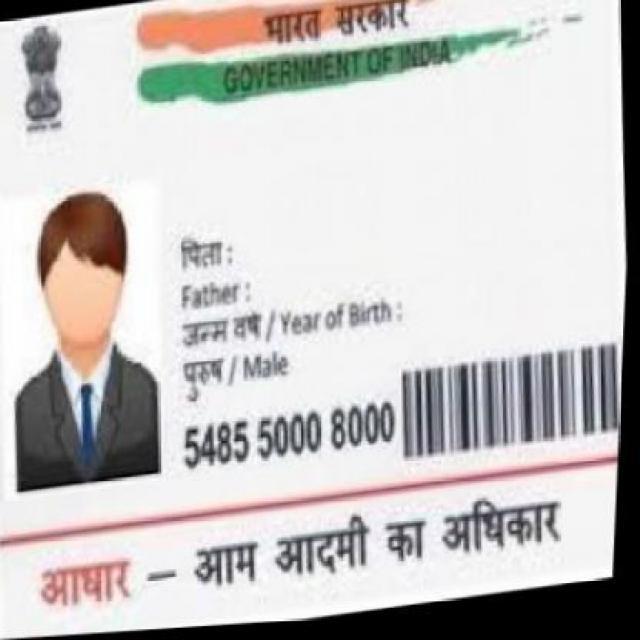 भारत सरकार
GOVERNMENT OF INDIA
पिता :
Father :
जन्म वर्ष / Year of Birth :
पुरुष / Male
5485 5000 8000
आधार – आम आदमी का अधिकार